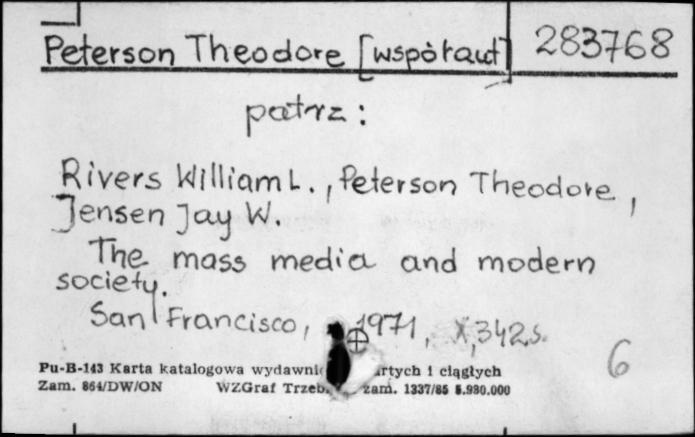 Peterson Theodore [współaut] 283768
patrz:
Rivers William L., Peterson Theodore,
Jensen Jay W.
The mass media and modern
society.
San Francisco, 1971, X, 342 s.
6
Pu-B-143 Karta katalogowa wydawni rtych i ciągłych
Zam. 864/DW/ON WZGraf Trzeb. zam. 1337/85 5.980.000